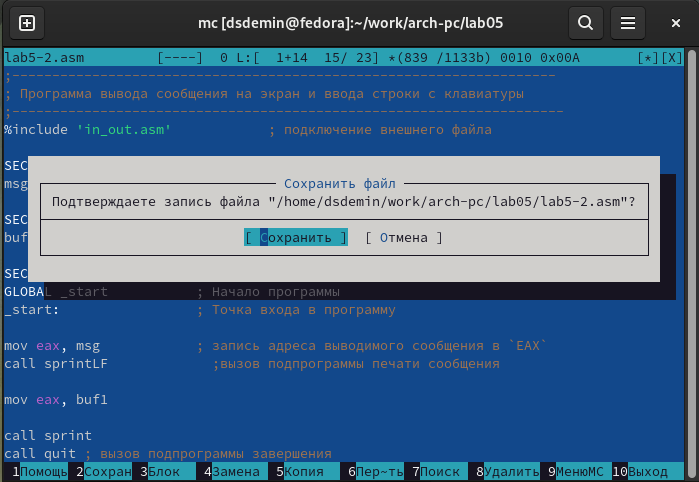 mc [dsdemin@fedora]:~/work/arch-pc/lab05
lab5-2.asm [----] 0 L:[ 1+14 15/ 23] *(839 /1133b) 0010 0x00A [*][X]
;------------------------------------------------------------------
; Программа вывода сообщения на экран и ввода строки с клавиатуры
;-------------------------------------------------------------------
%include 'in_out.asm' ; подключение внешнего файла
SEC
msg
Сохранить файл
Подтверждаете запись файла "/home/dsdemin/work/arch-pc/lab05/lab5-2.asm"?
SEC
buf
[ Сохранить ] [ Отмена ]
SEC
GLOBAL _start ; Начало программы
_start: ; Точка входа в программу
mov eax, msg ; запись адреса выводимого сообщения в `EAX`
call sprintLF ;вызов подпрограммы печати сообщения
mov eax, buf1
call sprint
call quit ; вызов подпрограммы завершения
1Помощь 2Сохран 3Блок 4Замена 5Копия 6Пер~ть 7Поиск 8Удалить 9МенюМС 10Выход